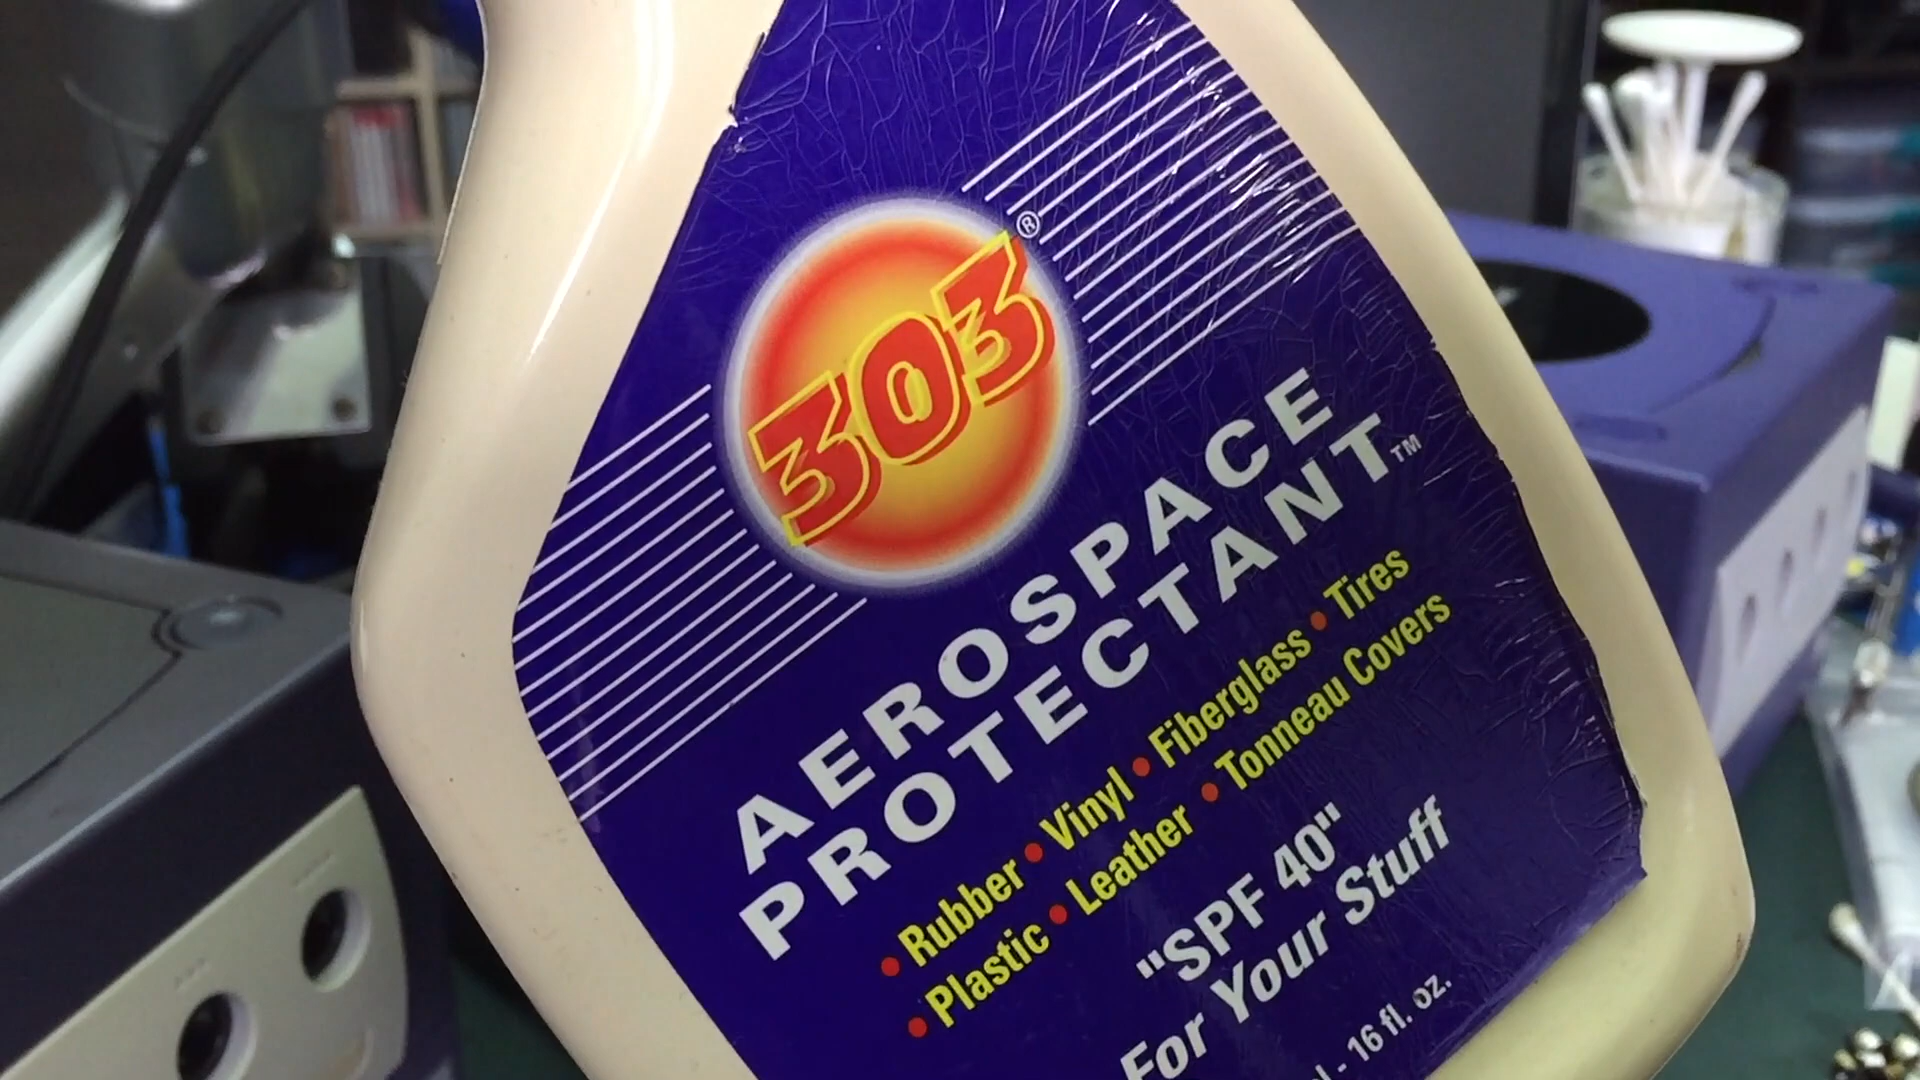 303®
AEROSPACE
PROTECTANT™
• Rubber • Vinyl • Fiberglass • Tires
• Plastic • Leather • Tonneau Covers
"SPF 40"
For Your Stuff
- 16 fl. oz.